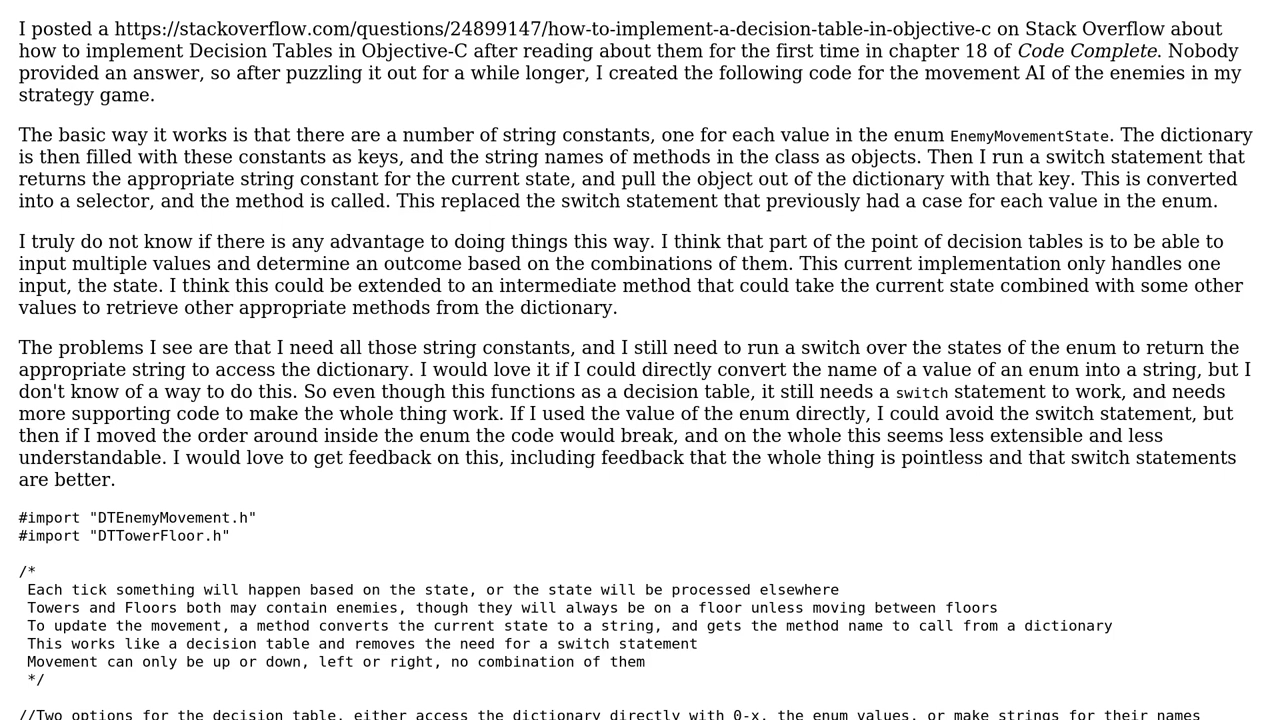 I posted a https://stackoverflow.com/questions/24899147/how-to-implement-a-decision-table-in-objective-c on Stack Overflow about
how to implement Decision Tables in Objective-C after reading about them for the first time in chapter 18 of Code Complete. Nobody
provided an answer, so after puzzling it out for a while longer, I created the following code for the movement AI of the enemies in my
strategy game.
The basic way it works is that there are a number of string constants, one for each value in the enum EnemyMovementState. The dictionary
is then filled with these constants as keys, and the string names of methods in the class as objects. Then I run a switch statement that
returns the appropriate string constant for the current state, and pull the object out of the dictionary with that key. This is converted
into a selector, and the method is called. This replaced the switch statement that previously had a case for each value in the enum.
I truly do not know if there is any advantage to doing things this way. I think that part of the point of decision tables is to be able to
input multiple values and determine an outcome based on the combinations of them. This current implementation only handles one
input, the state. I think this could be extended to an intermediate method that could take the current state combined with some other
values to retrieve other appropriate methods from the dictionary.
The problems I see are that I need all those string constants, and I still need to run a switch over the states of the enum to return the
appropriate string to access the dictionary. I would love it if I could directly convert the name of a value of an enum into a string, but I
don't know of a way to do this. So even though this functions as a decision table, it still needs a switch statement to work, and needs
more supporting code to make the whole thing work. If I used the value of the enum directly, I could avoid the switch statement, but
then if I moved the order around inside the enum the code would break, and on the whole this seems less extensible and less
understandable. I would love to get feedback on this, including feedback that the whole thing is pointless and that switch statements
are better.
#import "DTEnemyMovement.h"
#import "DTTowerFloor.h"
/*
Each tick something will happen based on the state, or the state will be processed elsewhere
Towers and Floors both may contain enemies, though they will always be on a floor unless moving between floors
To update the movement, a method converts the current state to a string, and gets the method name to call from a dictionary
This works like a decision table and removes the need for a switch statement
Movement can only be up or down, left or right, no combination of them
*/
//Two options for the decision table, either access the dictionary directly with 0-x, the enum values, or make strings for their names